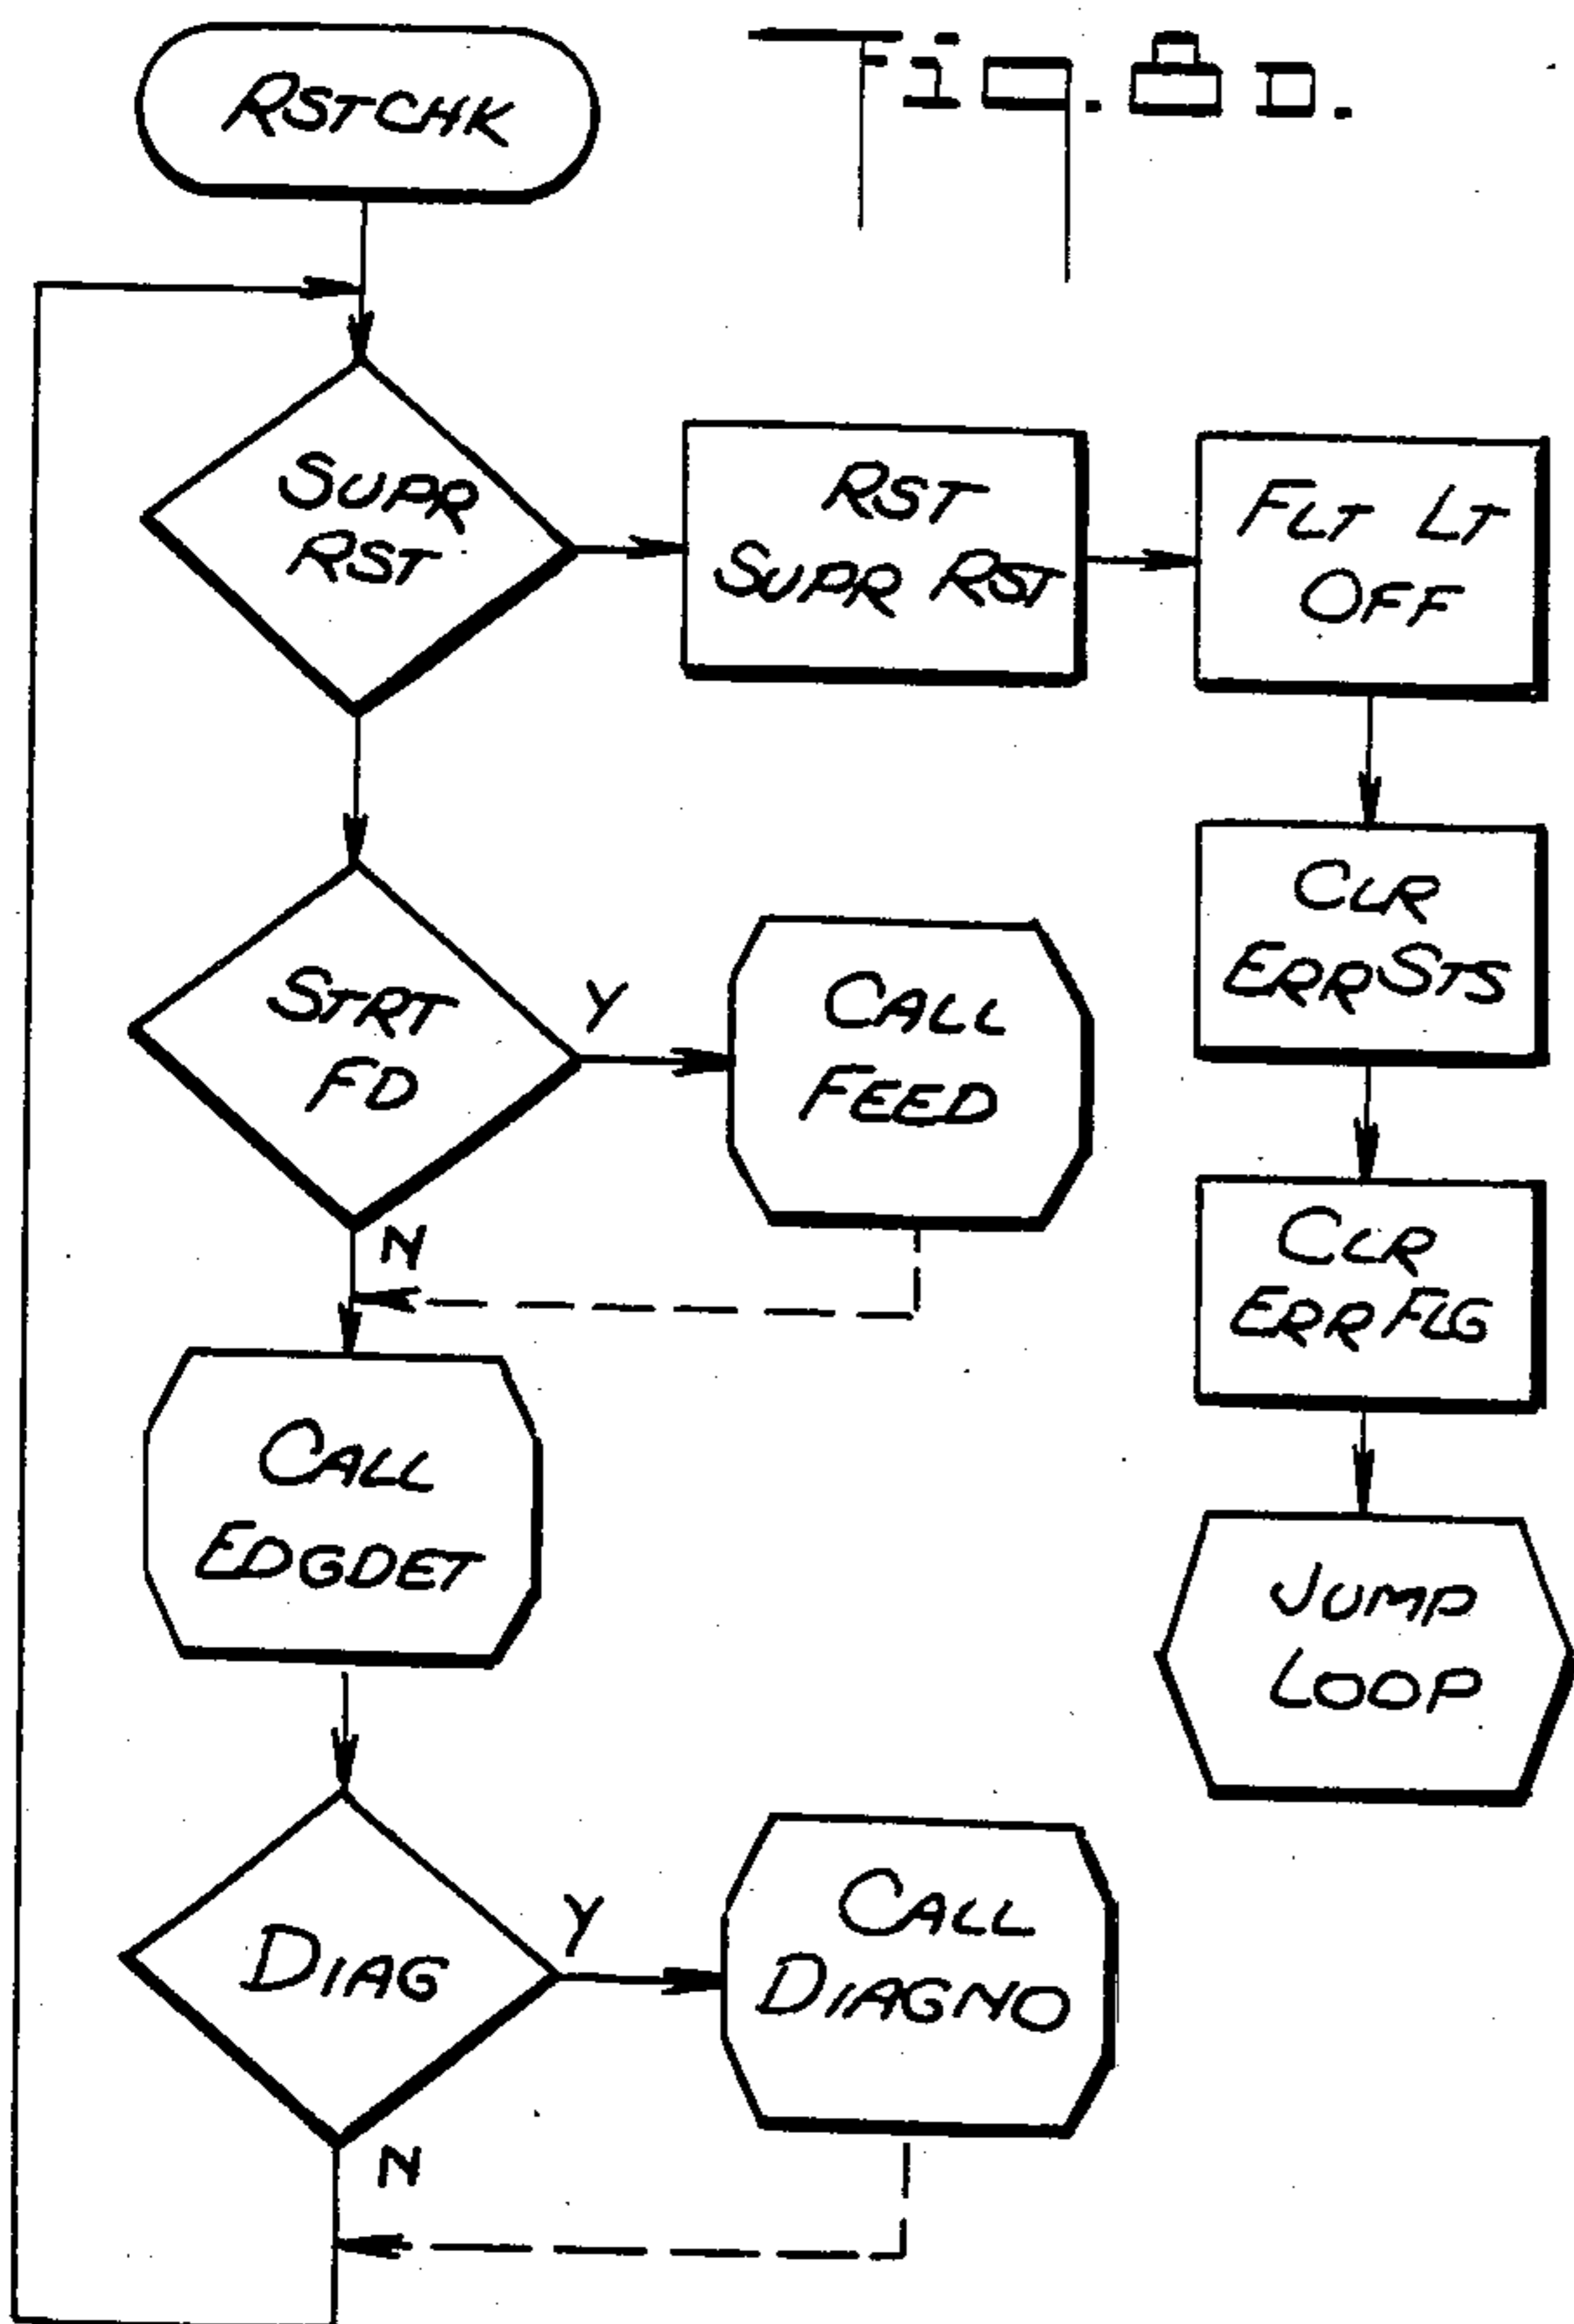 RSTCHK
SUPR
RST
RST
SUPR RST
FLT LT
OFF
CLR
ERRSTS
STRT
FD
Y
CALL
FEED
N
CLR
ERRFLG
CALL
EDGDET
JUMP
LOOP
DIAG
Y
CALL
DIAGNO
N